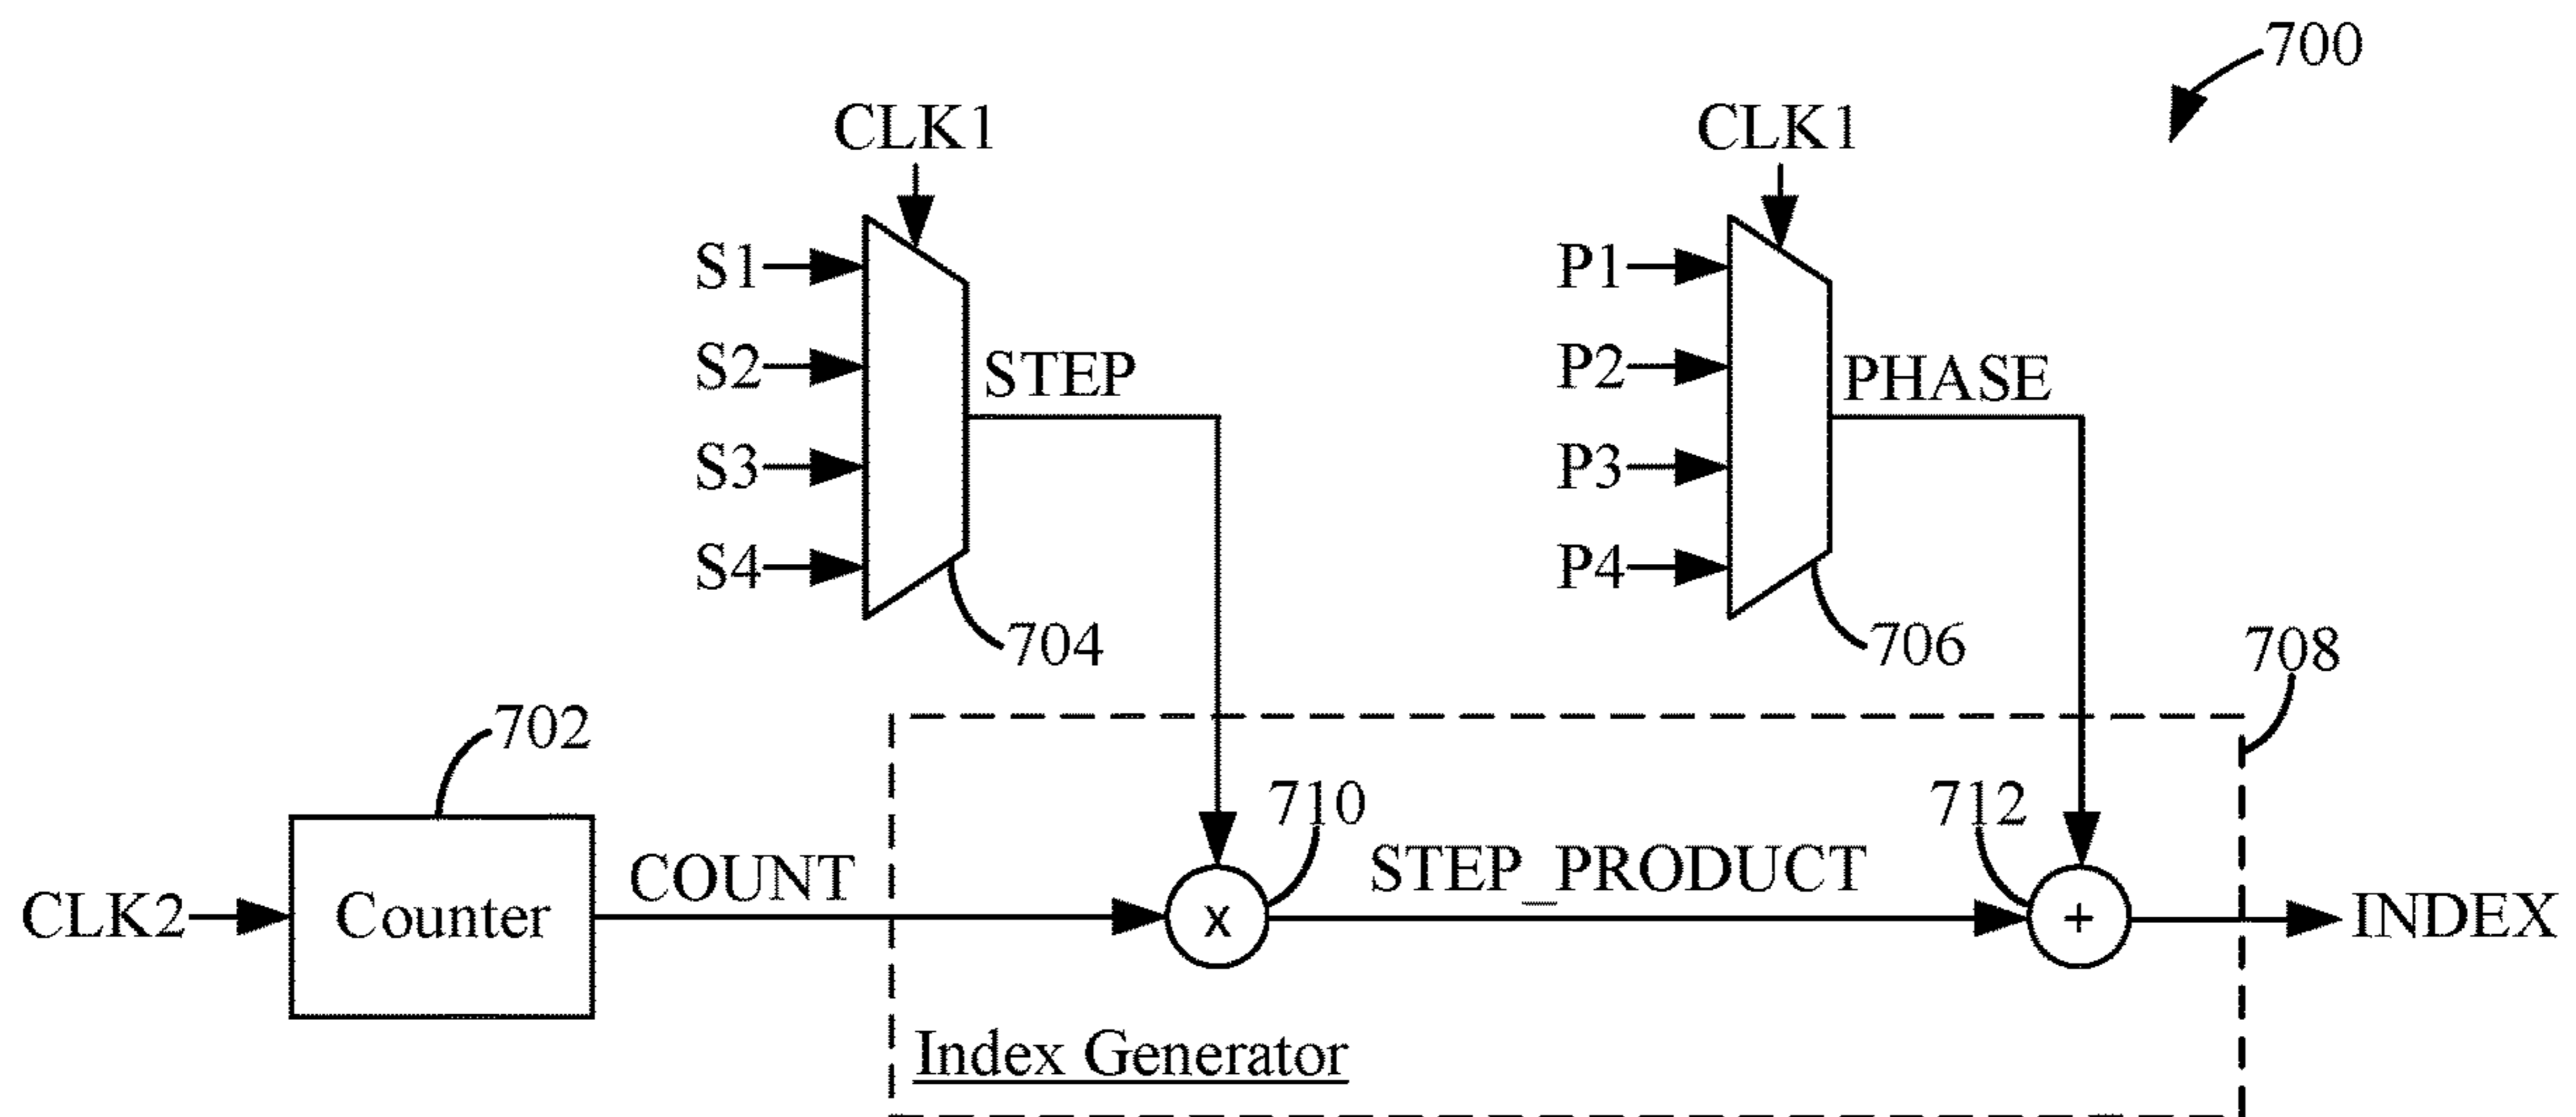 700
CLK1 CLK1
S1 P1
S2 STEP P2 PHASE
S3 P3
S4 P4
704 706
708
702
710 712
CLK2 Counter COUNT x STEP_PRODUCT + INDEX
Index Generator